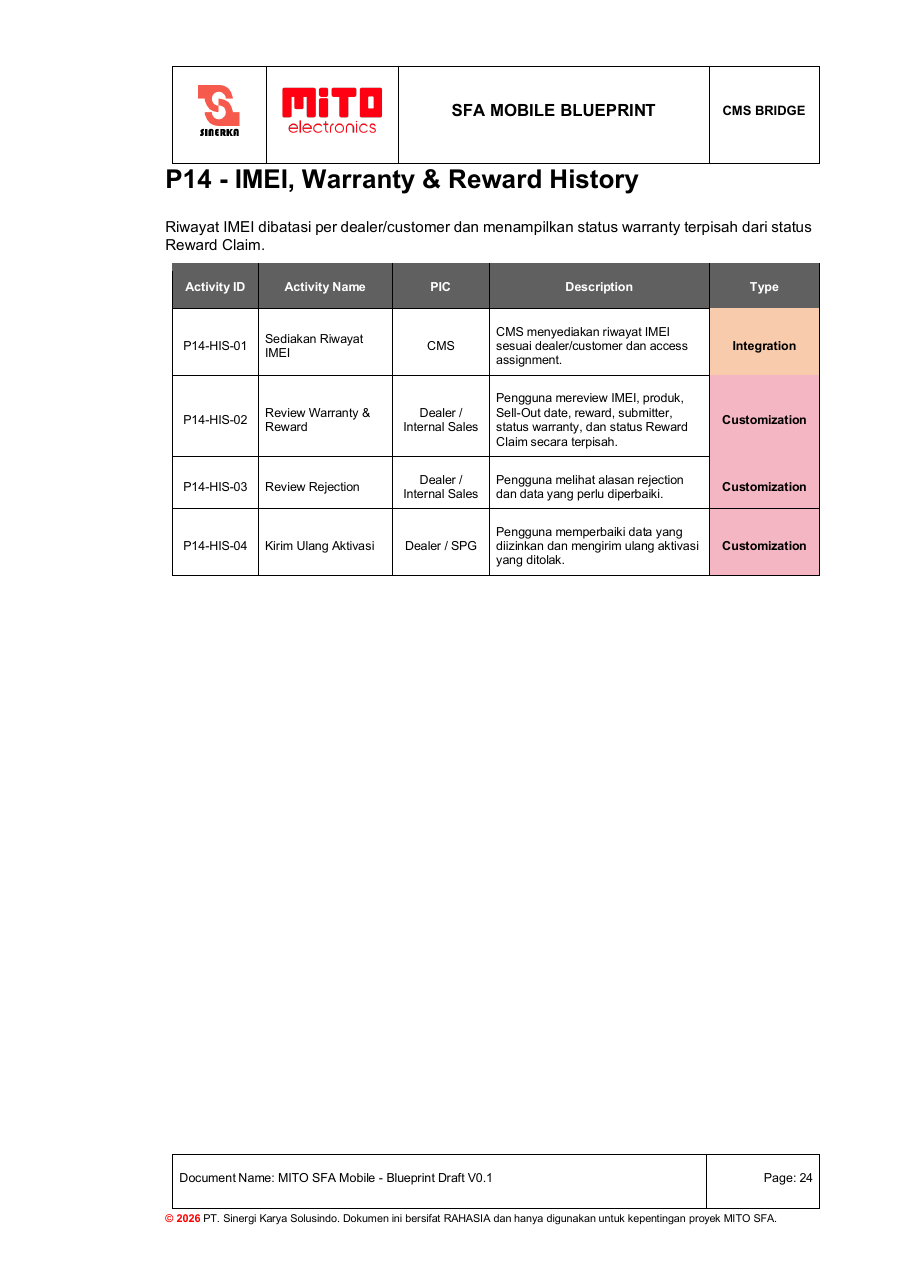 SINERKA
MiTO
electronics
SFA MOBILE BLUEPRINT
CMS BRIDGE
P14 - IMEI, Warranty & Reward History
Riwayat IMEI dibatasi per dealer/customer dan menampilkan status warranty terpisah dari status
Reward Claim.
Activity ID
Activity Name
PIC
Description
Type
P14-HIS-01
Sediakan Riwayat
IMEI
CMS
CMS menyediakan riwayat IMEI
sesuai dealer/customer dan access
assignment.
Integration
P14-HIS-02
Review Warranty &
Reward
Dealer /
Internal Sales
Pengguna mereview IMEI, produk,
Sell-Out date, reward, submitter,
status warranty, dan status Reward
Claim secara terpisah.
Customization
P14-HIS-03
Review Rejection
Dealer /
Internal Sales
Pengguna melihat alasan rejection
dan data yang perlu diperbaiki.
Customization
P14-HIS-04
Kirim Ulang Aktivasi
Dealer / SPG
Pengguna memperbaiki data yang
diizinkan dan mengirim ulang aktivasi
yang ditolak.
Customization
Document Name: MITO SFA Mobile - Blueprint Draft V0.1
Page: 24
© 2026 PT. Sinergi Karya Solusindo. Dokumen ini bersifat RAHASIA dan hanya digunakan untuk kepentingan proyek MITO SFA.